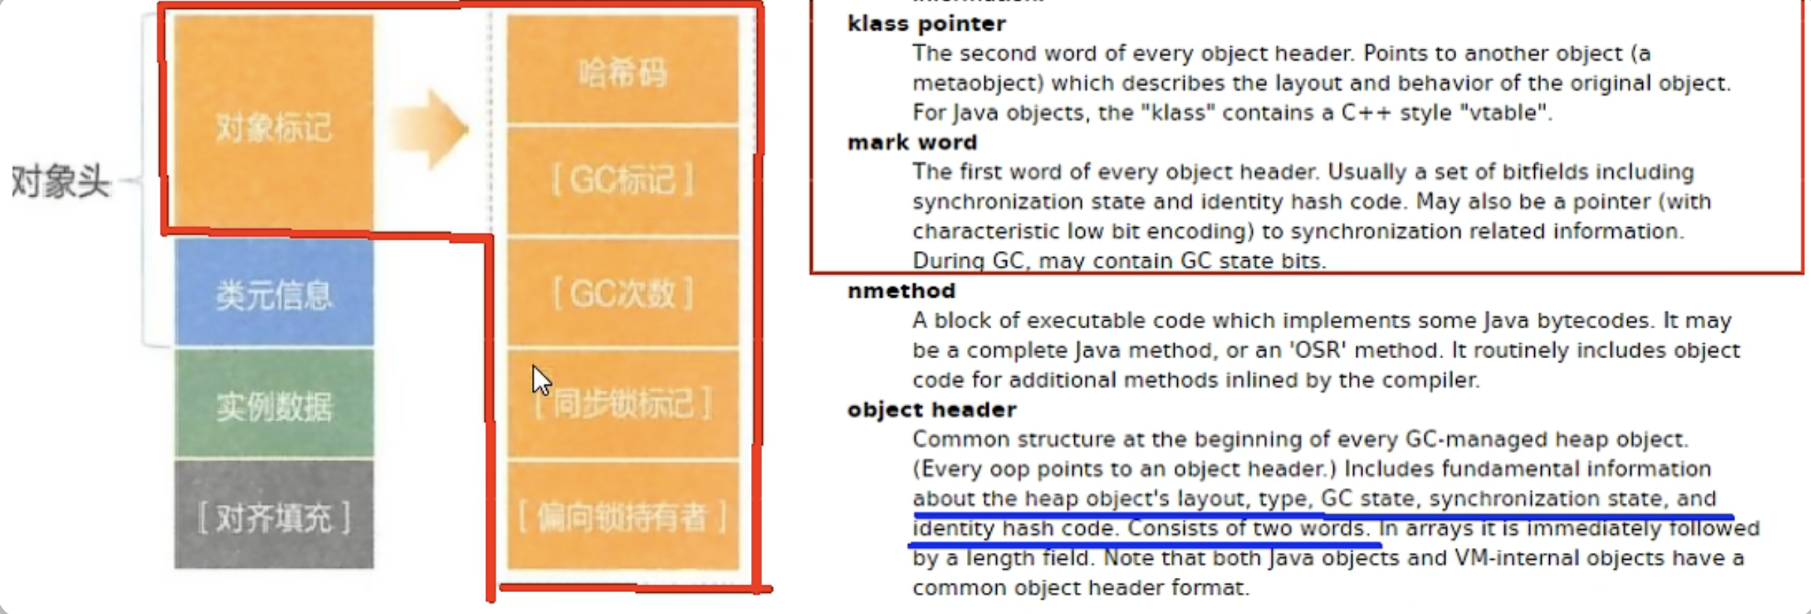 对象头
对象标记
类元信息
实例数据
[ 对齐填充 ]
哈希码
[ GC标记 ]
[ GC次数 ]
[ 同步锁标记 ]
[ 偏向锁持有者 ]
klass pointer
The second word of every object header. Points to another object (a
metaobject) which describes the layout and behavior of the original object.
For Java objects, the "klass" contains a C++ style "vtable".
mark word
The first word of every object header. Usually a set of bitfields including
synchronization state and identity hash code. May also be a pointer (with
characteristic low bit encoding) to synchronization related information.
During GC, may contain GC state bits.
nmethod
A block of executable code which implements some Java bytecodes. It may
be a complete Java method, or an 'OSR' method. It routinely includes object
code for additional methods inlined by the compiler.
object header
Common structure at the beginning of every GC-managed heap object.
(Every oop points to an object header.) Includes fundamental information
about the heap object's layout, type, GC state, synchronization state, and
identity hash code. Consists of two words. In arrays it is immediately followed
by a length field. Note that both Java objects and VM-internal objects have a
common object header format.